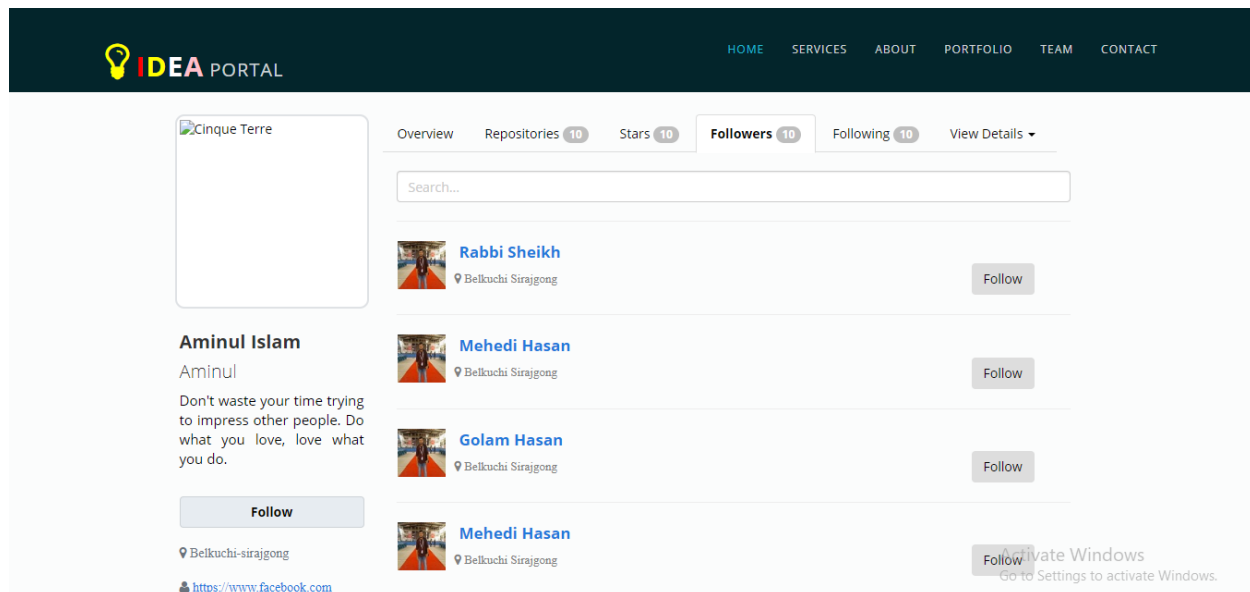 IDEA PORTAL
HOME SERVICES ABOUT PORTFOLIO TEAM CONTACT
Cinque Terre
Overview Repositories 10 Stars 10 Followers 10 Following 10 View Details
Search...
Rabbi Sheikh
Belkuchi Sirajgong
Follow
Mehedi Hasan
Belkuchi Sirajgong
Follow
Golam Hasan
Belkuchi Sirajgong
Follow
Mehedi Hasan
Belkuchi Sirajgong
Follow
Aminul Islam
Aminul
Don't waste your time trying
to impress other people. Do
what you love, love what
you do.
Follow
Belkuchi-sirajgong
https://www.facebook.com
Activate Windows
Go to Settings to activate Windows.